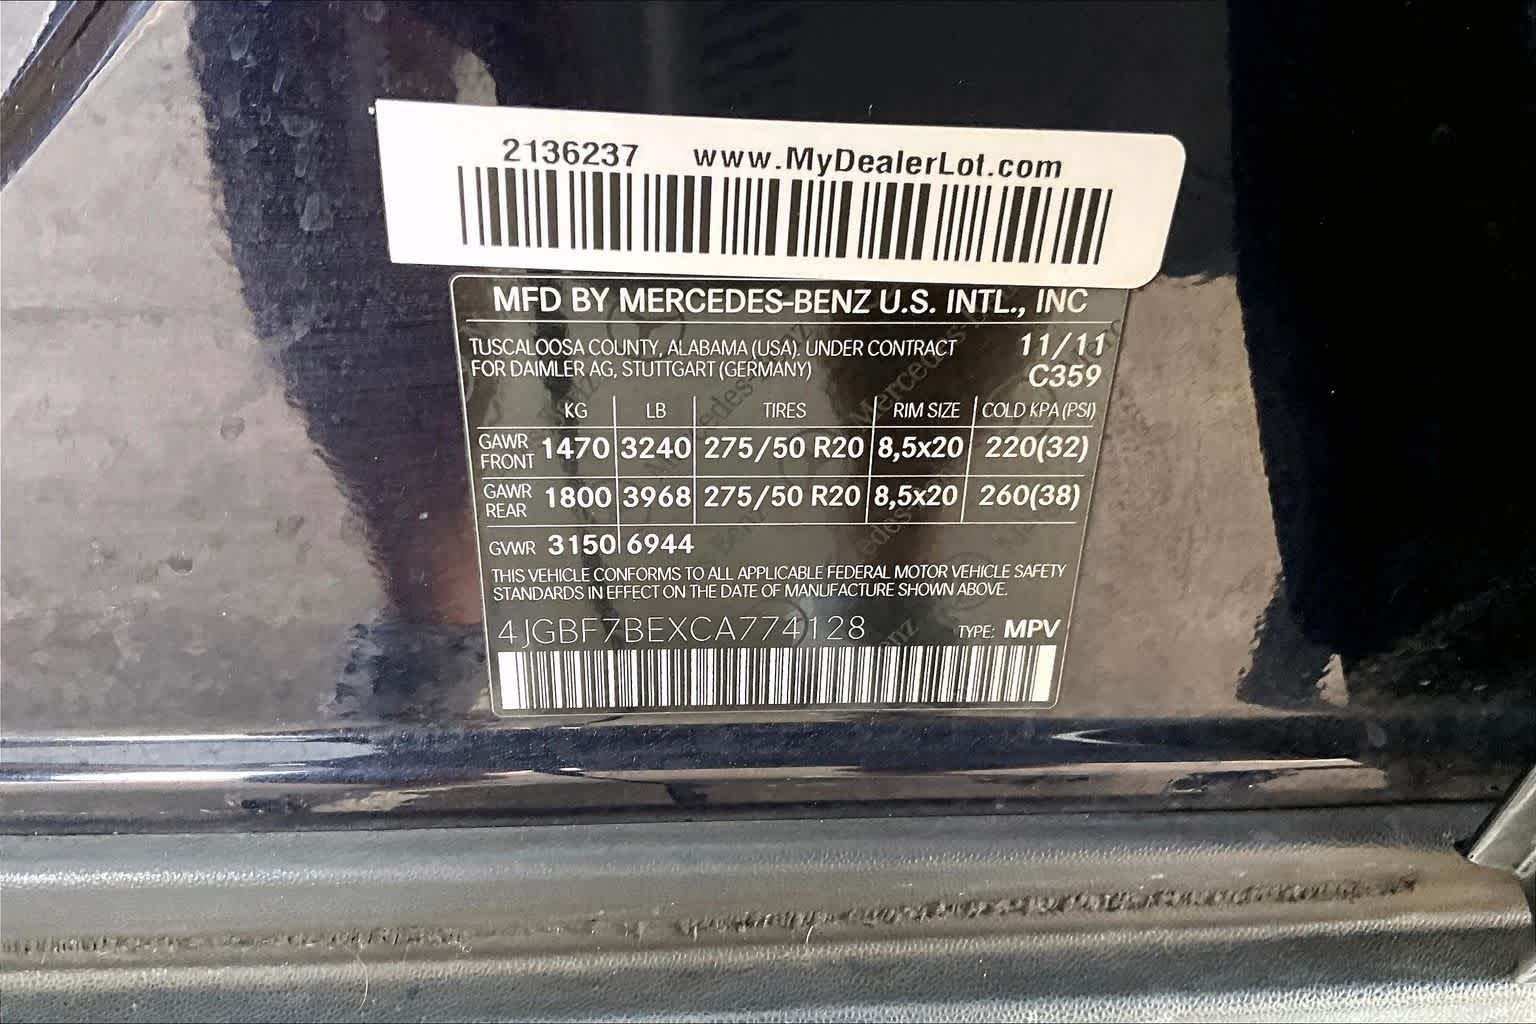 2136237 www.MyDealerLot.com
MFD BY MERCEDES-BENZ U.S. INTL., INC
TUSCALOOSA COUNTY, ALABAMA (USA). UNDER CONTRACT 11/11
FOR DAIMLER AG, STUTTGART (GERMANY) C359
KG LB TIRES RIM SIZE COLD KPA (PSI)
GAWR FRONT 1470 3240 275/50 R20 8,5x20 220(32)
GAWR REAR 1800 3968 275/50 R20 8,5x20 260(38)
GVWR 3150 6944
THIS VEHICLE CONFORMS TO ALL APPLICABLE FEDERAL MOTOR VEHICLE SAFETY
STANDARDS IN EFFECT ON THE DATE OF MANUFACTURE SHOWN ABOVE.
4JGBF7BEXCA774128 TYPE: MPV